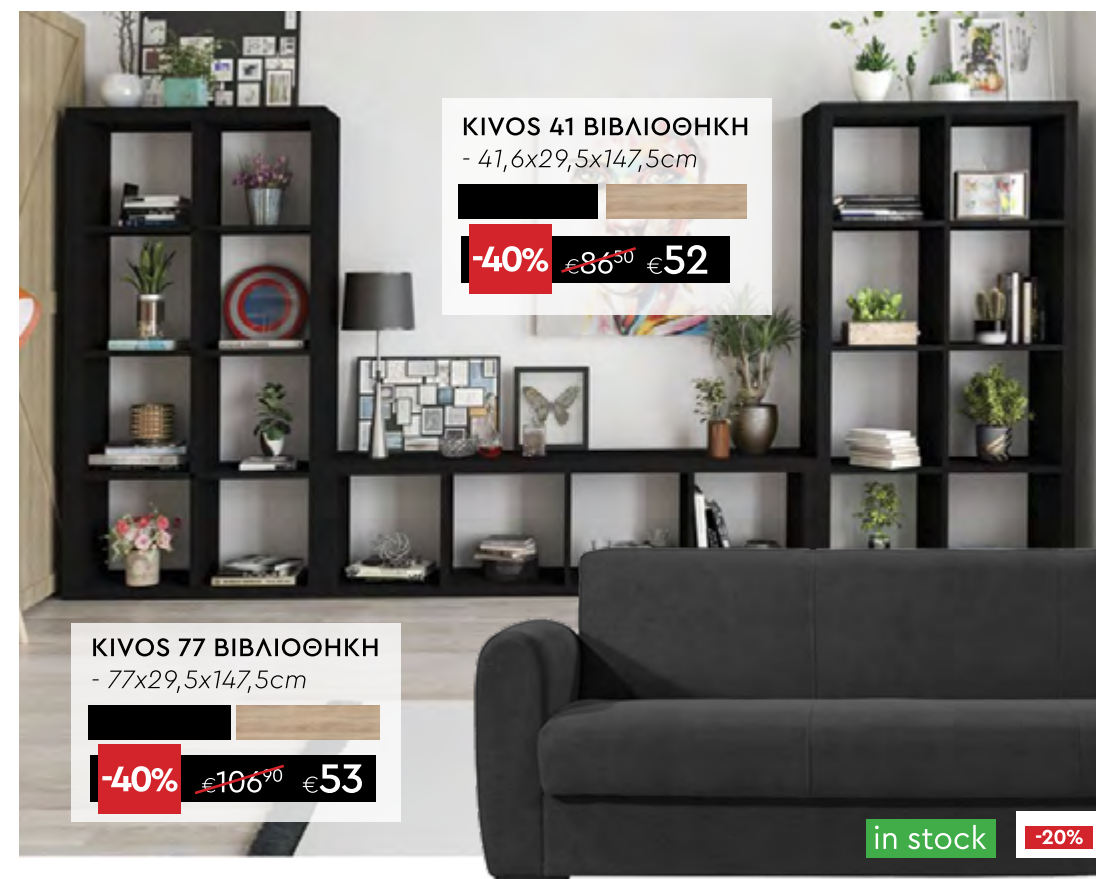 KIVOS 41 ΒΙΒΛΙΟΘΗΚΗ
- 41,6x29,5x147,5cm
-40% €86⁵⁰ €52
KIVOS 77 ΒΙΒΛΙΟΘΗΚΗ
- 77x29,5x147,5cm
-40% €106⁹⁰ €53
in stock
-20%